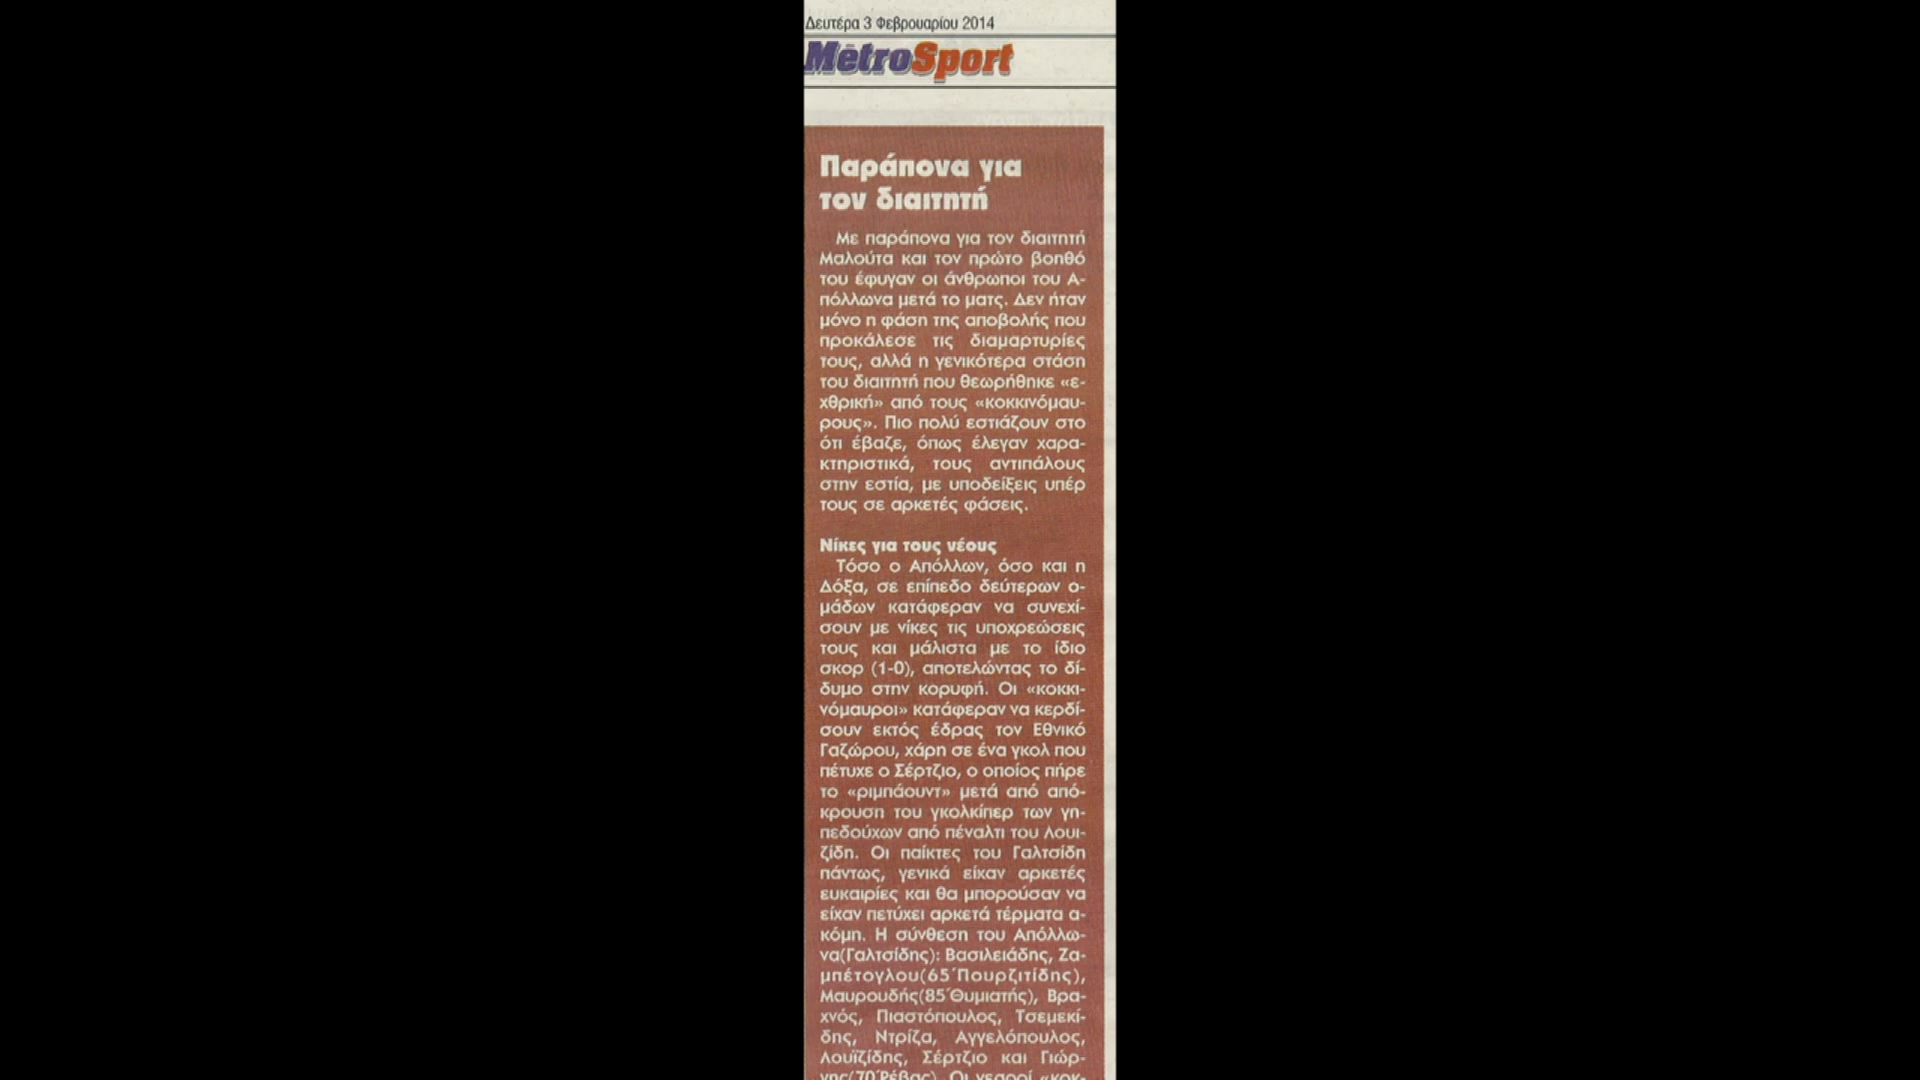 Δευτέρα 3 Φεβρουαρίου 2014
MetroSport
Παράπονα για
τον διαιτητή
Με παράπονα για τον διαιτητή
Μαλούτα και τον πρώτο βοηθό
του έφυγαν οι άνθρωποι του Α-
πόλλωνα μετά το ματς. Δεν ήταν
μόνο η φάση της αποβολής που
προκάλεσε τις διαμαρτυρίες
τους, αλλά η γενικότερα στάση
του διαιτητή που θεωρήθηκε «ε-
χθρική» από τους «κοκκινόμαυ-
ρους». Πιο πολύ εστιάζουν στο
ότι έβαζε, όπως έλεγαν χαρα-
κτηριστικά, τους αντιπάλους
στην εστία, με υποδείξεις υπέρ
τους σε αρκετές φάσεις.
Νίκες για τους νέους
Τόσο ο Απόλλων, όσο και η
Δόξα, σε επίπεδο δεύτερων ο-
μάδων κατάφεραν να συνεχί-
σουν με νίκες τις υποχρεώσεις
τους και μάλιστα με το ίδιο
σκορ (1-0), αποτελώντας το δί-
δυμο στην κορυφή. Οι «κοκκι-
νόμαυροι» κατάφεραν να κερδί-
σουν εκτός έδρας τον Εθνικό
Γαζώρου, χάρη σε ένα γκολ που
πέτυχε ο Σέρτζιο, ο οποίος πήρε
το «ριμπάουντ» μετά από από-
κρουση του γκολκίπερ των γη-
πεδούχων από πέναλτι του Λουι-
ζίδη. Οι παίκτες του Γαλτσίδη
πάντως, γενικά είχαν αρκετές
ευκαιρίες και θα μπορούσαν να
είχαν πετύχει αρκετά τέρματα α-
κόμη. Η σύνθεση του Απόλλω-
να(Γαλτσίδης): Βασιλειάδης, Ζα-
μπέτογλου(65΄Πουρζιτίδης),
Μαυρουδής(85΄Θυμιατής), Βρα-
χνός, Πιαστόπουλος, Τσεμεκί-
δης, Ντρίζα, Αγγελόπουλος,
Λουϊζίδης, Σέρτζιο και Γιώρ-
γης(70΄Ρέβας). Οι νεαροί «κοκ-